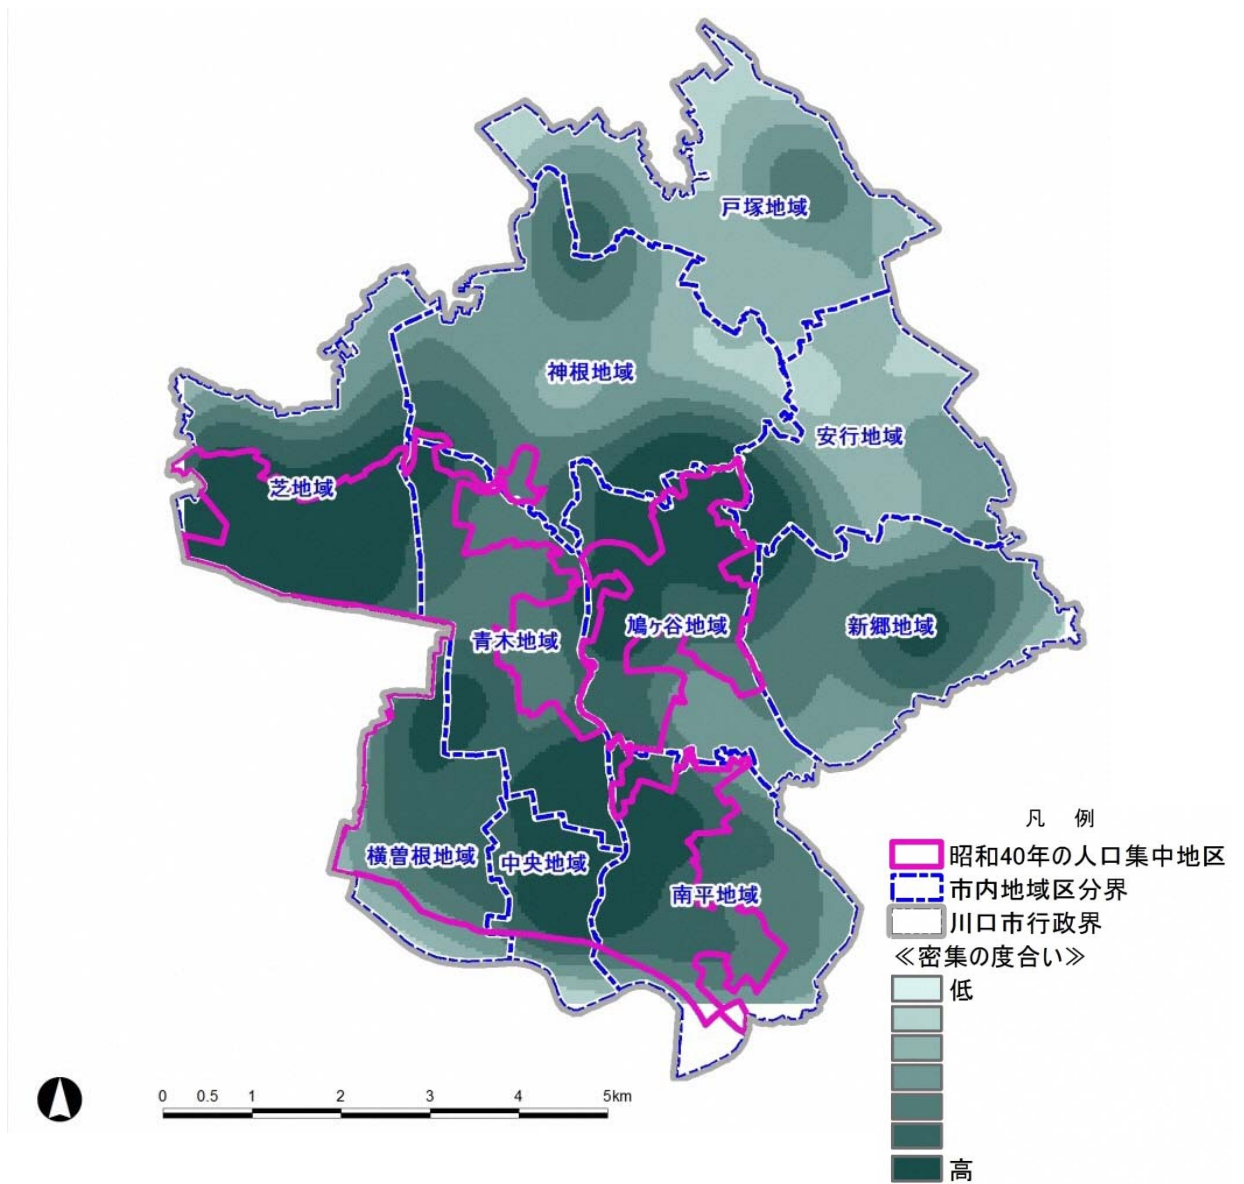 戸塚地域
神根地域
安行地域
芝地域
青木地域
鳩ヶ谷地域
新郷地域
横曽根地域
中央地域
南平地域
凡 例
昭和40年の人口集中地区
市内地域区分界
川口市行政界
≪密集の度合い≫
低
高
0 0.5 1 2 3 4 5km